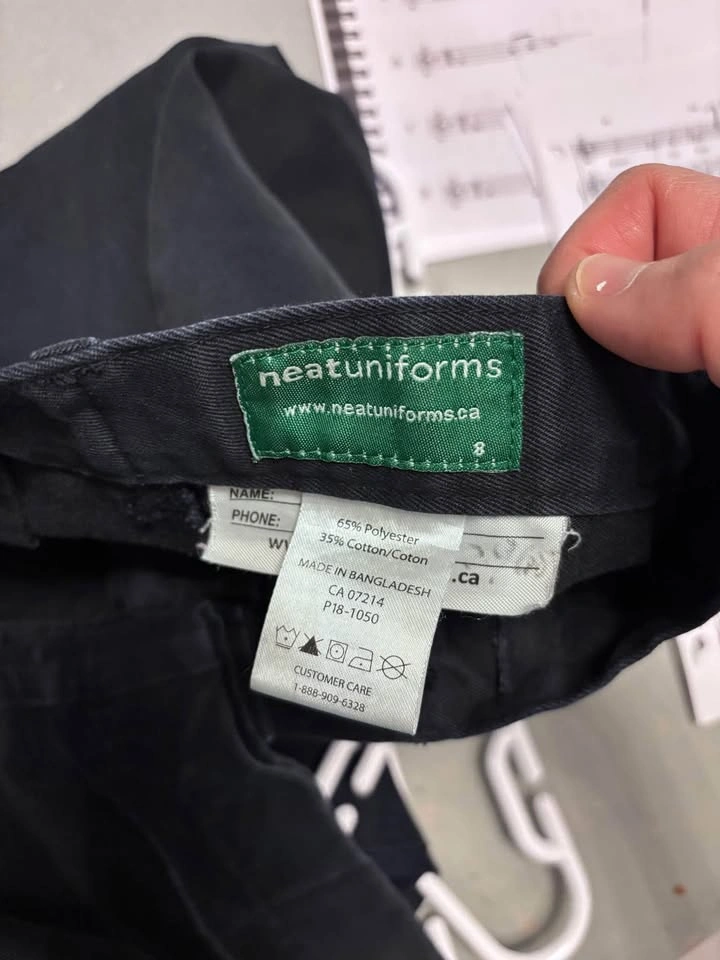 neatuniforms
www.neatuniforms.ca
8
NAME:
PHONE:
.ca
65% Polyester
35% Cotton/Coton
MADE IN BANGLADESH
CA 07214
P18-1050
CUSTOMER CARE
1-888-909-6328